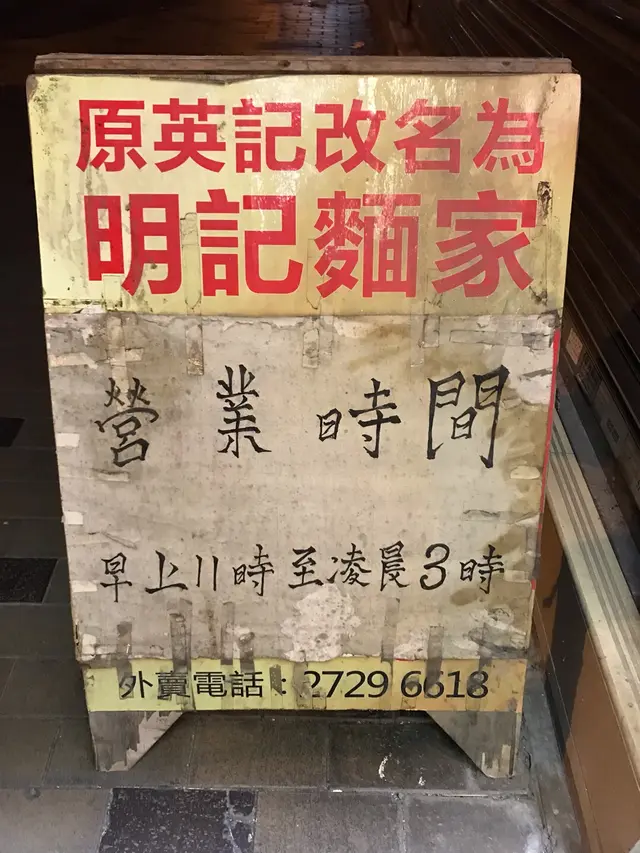 原英記改名為
明記麵家
營業時間
早上11時至凌晨3時
外賣電話：2729 6618